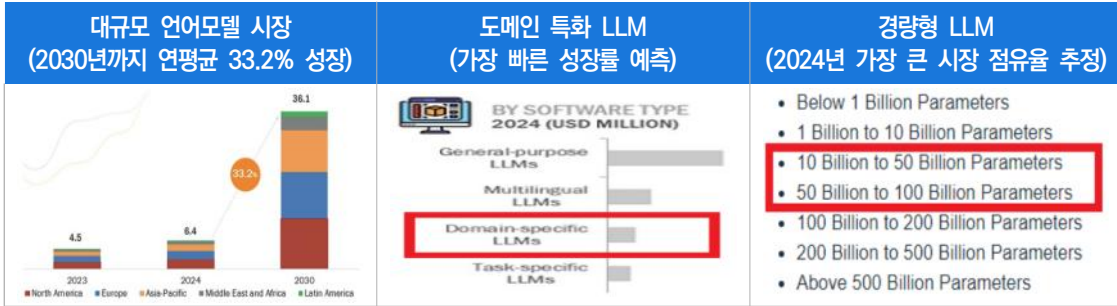 대규모 언어모델 시장
(2030년까지 연평균 33.2% 성장)
36.1
33.2%
4.5
6.4
2023
2024
2030
North America
Europe
Asia-Pacific
Middle East and Africa
Latin America
도메인 특화 LLM
(가장 빠른 성장률 예측)
BY SOFTWARE TYPE
2024 (USD MILLION)
General-purpose
LLMs
Multilingual
LLMs
Domain-specific
LLMs
Task-specific
LLMs
경량형 LLM
(2024년 가장 큰 시장 점유율 추정)
• Below 1 Billion Parameters
• 1 Billion to 10 Billion Parameters
• 10 Billion to 50 Billion Parameters
• 50 Billion to 100 Billion Parameters
• 100 Billion to 200 Billion Parameters
• 200 Billion to 500 Billion Parameters
• Above 500 Billion Parameters